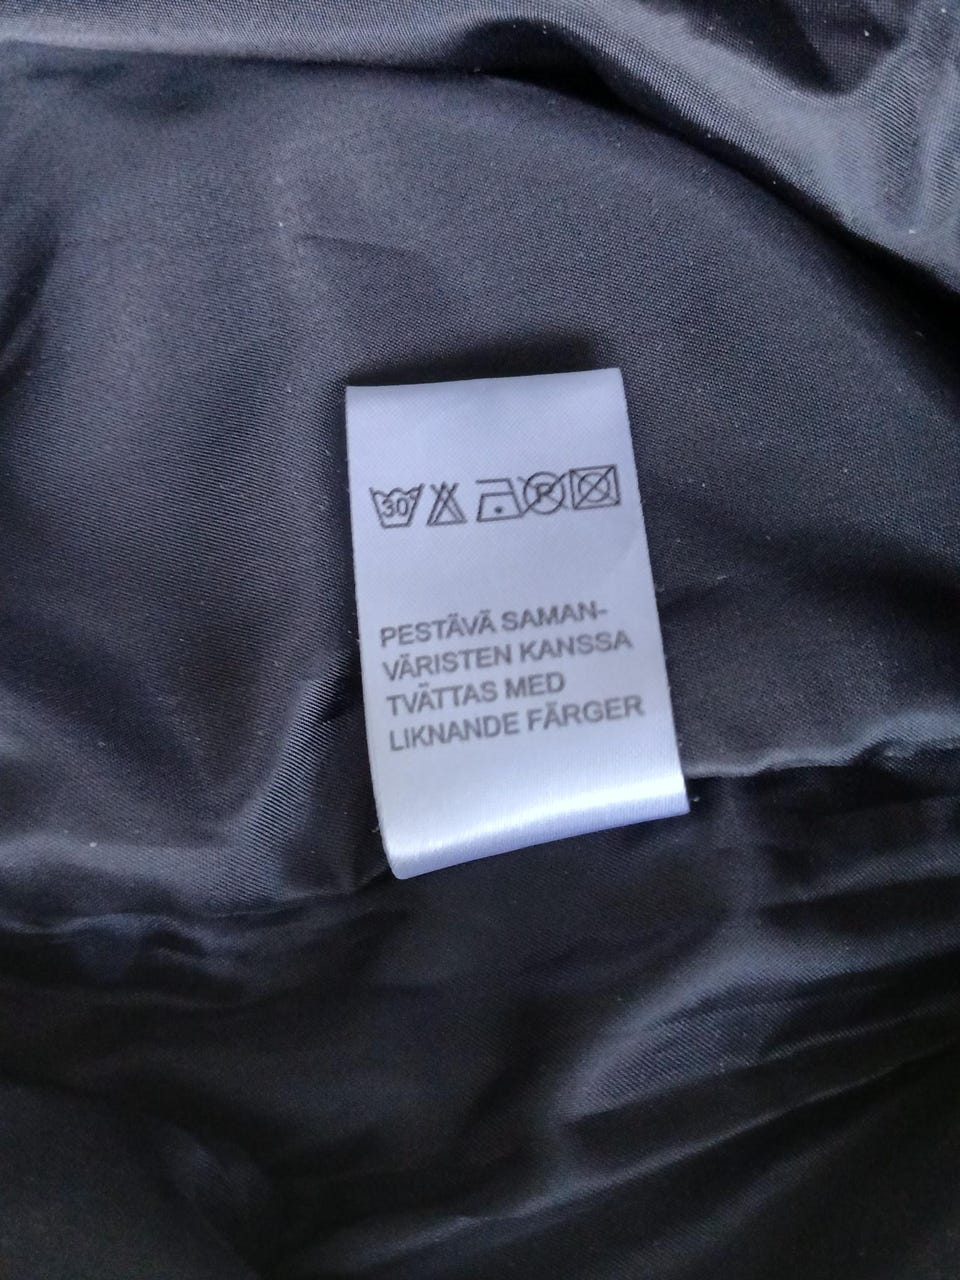 30 P
PESTÄVÄ SAMAN-
VÄRISTEN KANSSA
TVÄTTAS MED
LIKNANDE FÄRGER